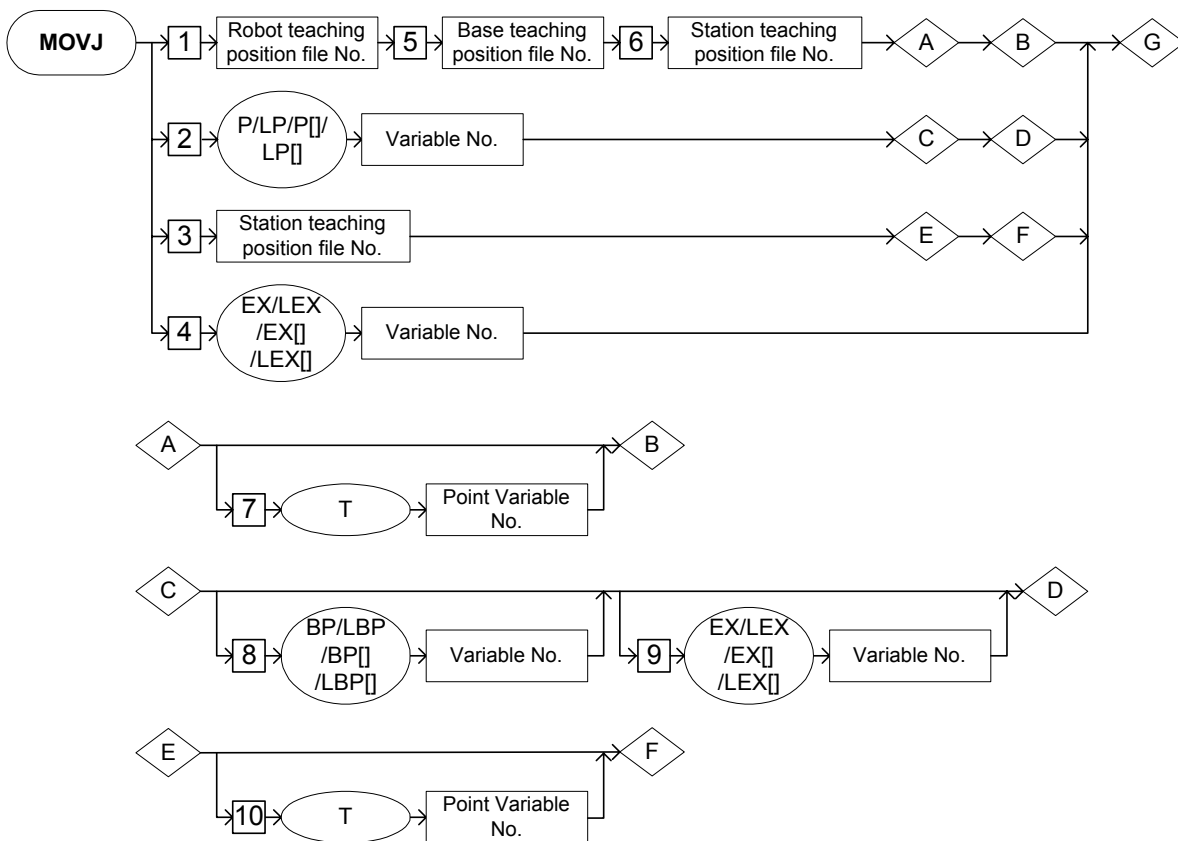 MOVJ
1
Robot teaching
position file No.
5
Base teaching
position file No.
6
Station teaching
position file No.
A
B
G
2
P/LP/P[]/
LP[]
Variable No.
C
D
3
Station teaching
position file No.
E
F
4
EX/LEX
/EX[]
/LEX[]
Variable No.
A
B
7
T
Point Variable
No.
C
D
8
BP/LBP
/BP[]
/LBP[]
Variable No.
9
EX/LEX
/EX[]
/LEX[]
Variable No.
E
F
10
T
Point Variable
No.